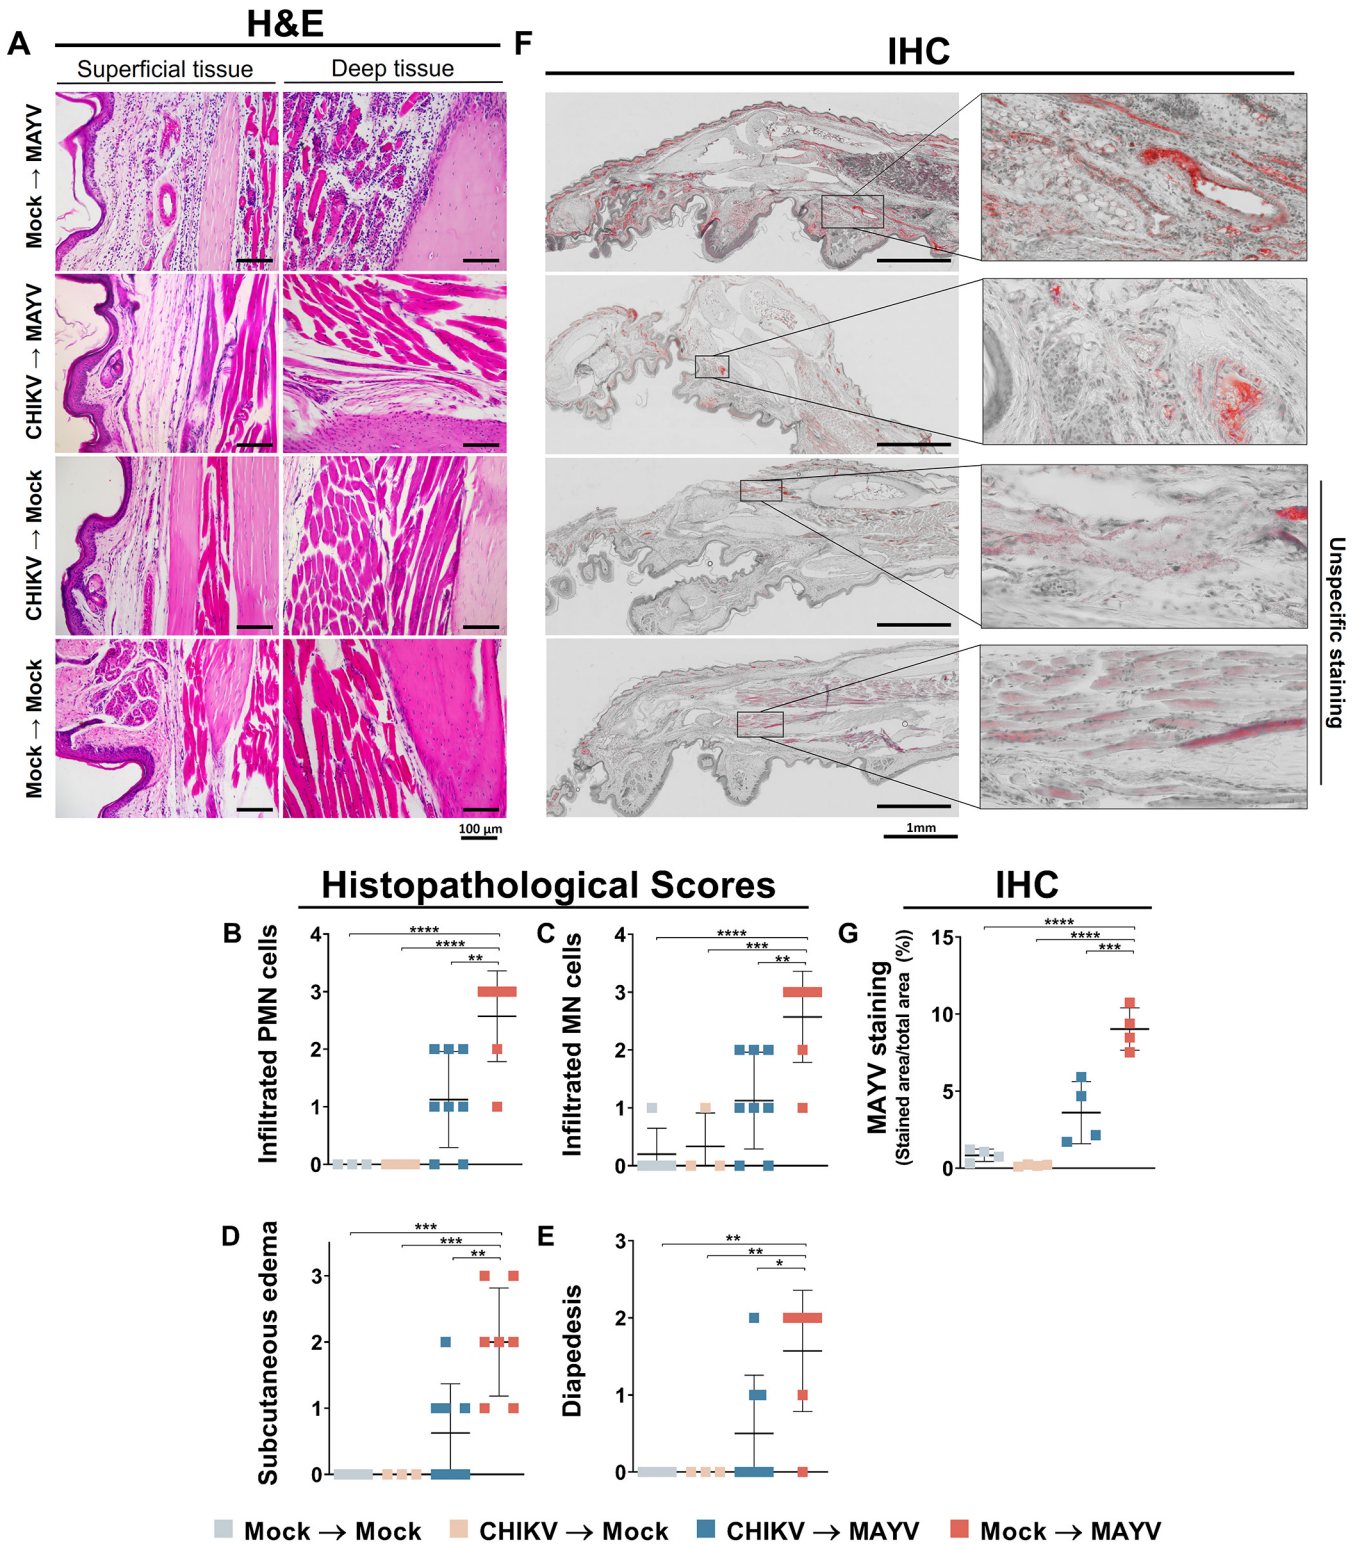 A
H&E
Superficial tissue
Deep tissue
Mock → MAYV
CHIKV → MAYV
CHIKV → Mock
Mock → Mock
100 µm
F
IHC
Unspecific staining
1mm
Histopathological Scores
B
Infiltrated PMN cells
4
3
2
1
0
****
****
**
C
Infiltrated MN cells
4
3
2
1
0
****
***
**
IHC
G
MAYV staining
(Stained area/total area (%))
15
10
5
0
****
****
***
D
Subcutaneous edema
3
2
1
0
***
***
**
E
Diapedesis
3
2
1
0
**
**
*
Mock → Mock
CHIKV → Mock
CHIKV → MAYV
Mock → MAYV